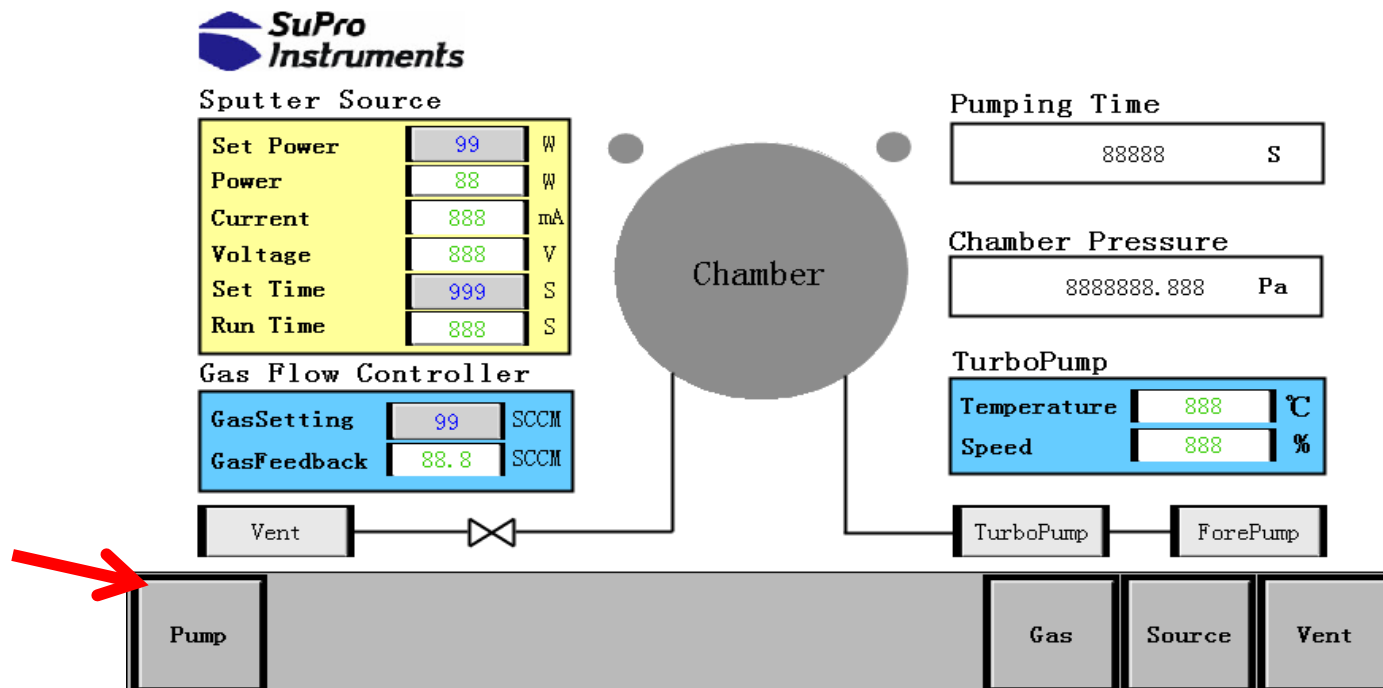 SuPro
Instruments
Sputter Source
Set Power 99 W
Power 88 W
Current 888 mA
Voltage 888 V
Set Time 999 S
Run Time 888 S
Gas Flow Controller
GasSetting 99 SCCM
GasFeedback 88.8 SCCM
Vent
Chamber
Pumping Time
88888 S
Chamber Pressure
8888888.888 Pa
TurboPump
Temperature 888 ℃
Speed 888 %
TurboPump ForePump
Pump Gas Source Vent